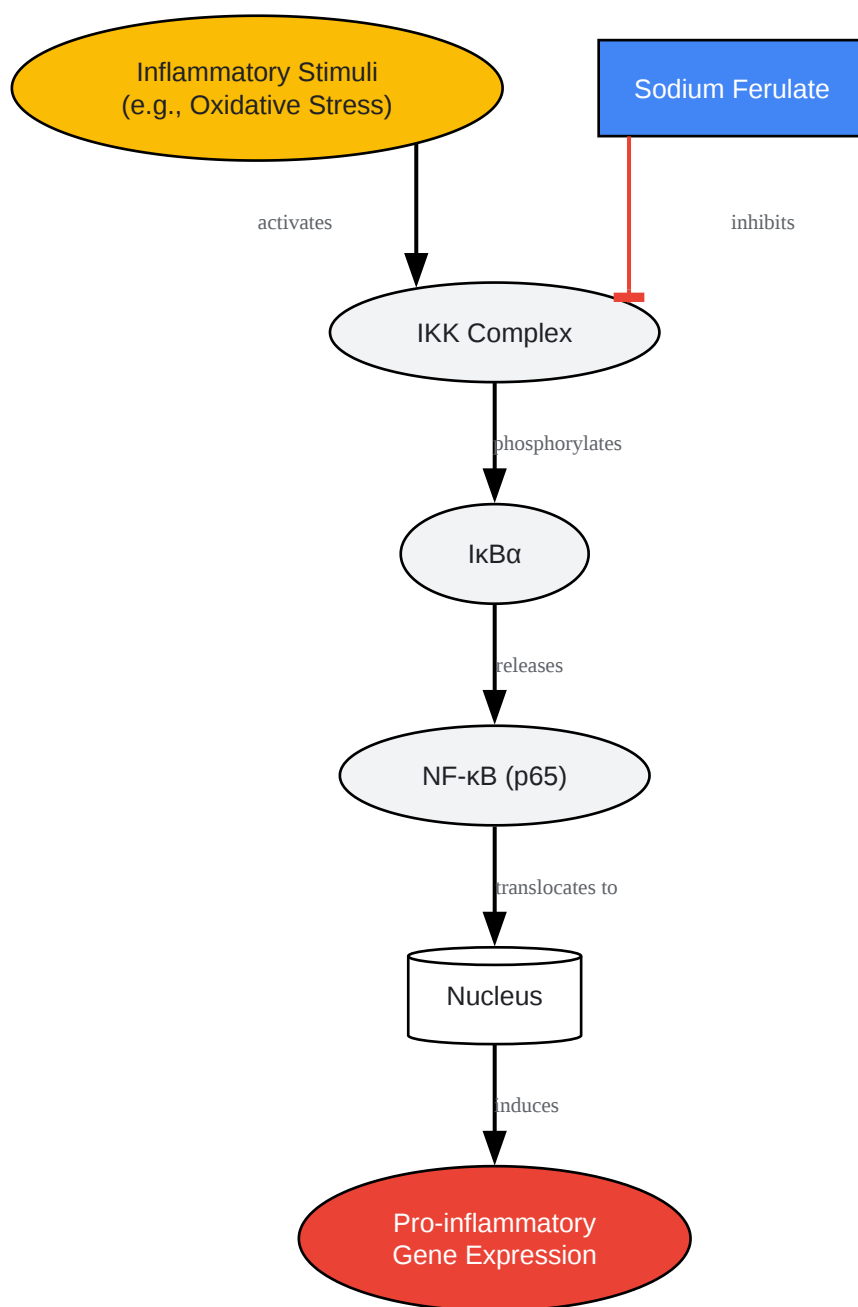 Inflammatory Stimuli
(e.g., Oxidative Stress)
Sodium Ferulate
activates
inhibits
IKK Complex
phosphorylates
IκBα
releases
NF-κB (p65)
translocates to
Nucleus
induces
Pro-inflammatory
Gene Expression